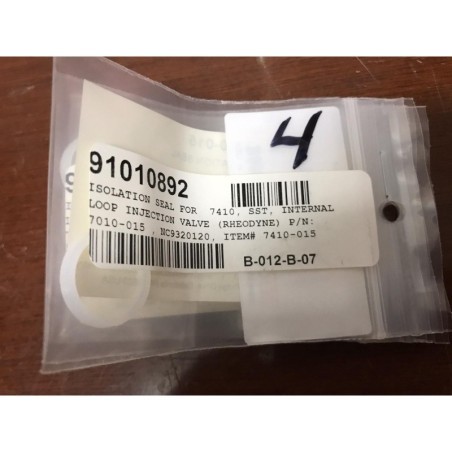 4
91010892
ISOLATION SEAL FOR 7410, SST, INTERNAL
LOOP INJECTION VALVE (RHEODYNE) P/N:
7010-015 , NC9320120, ITEM# 7410-015
B-012-B-07